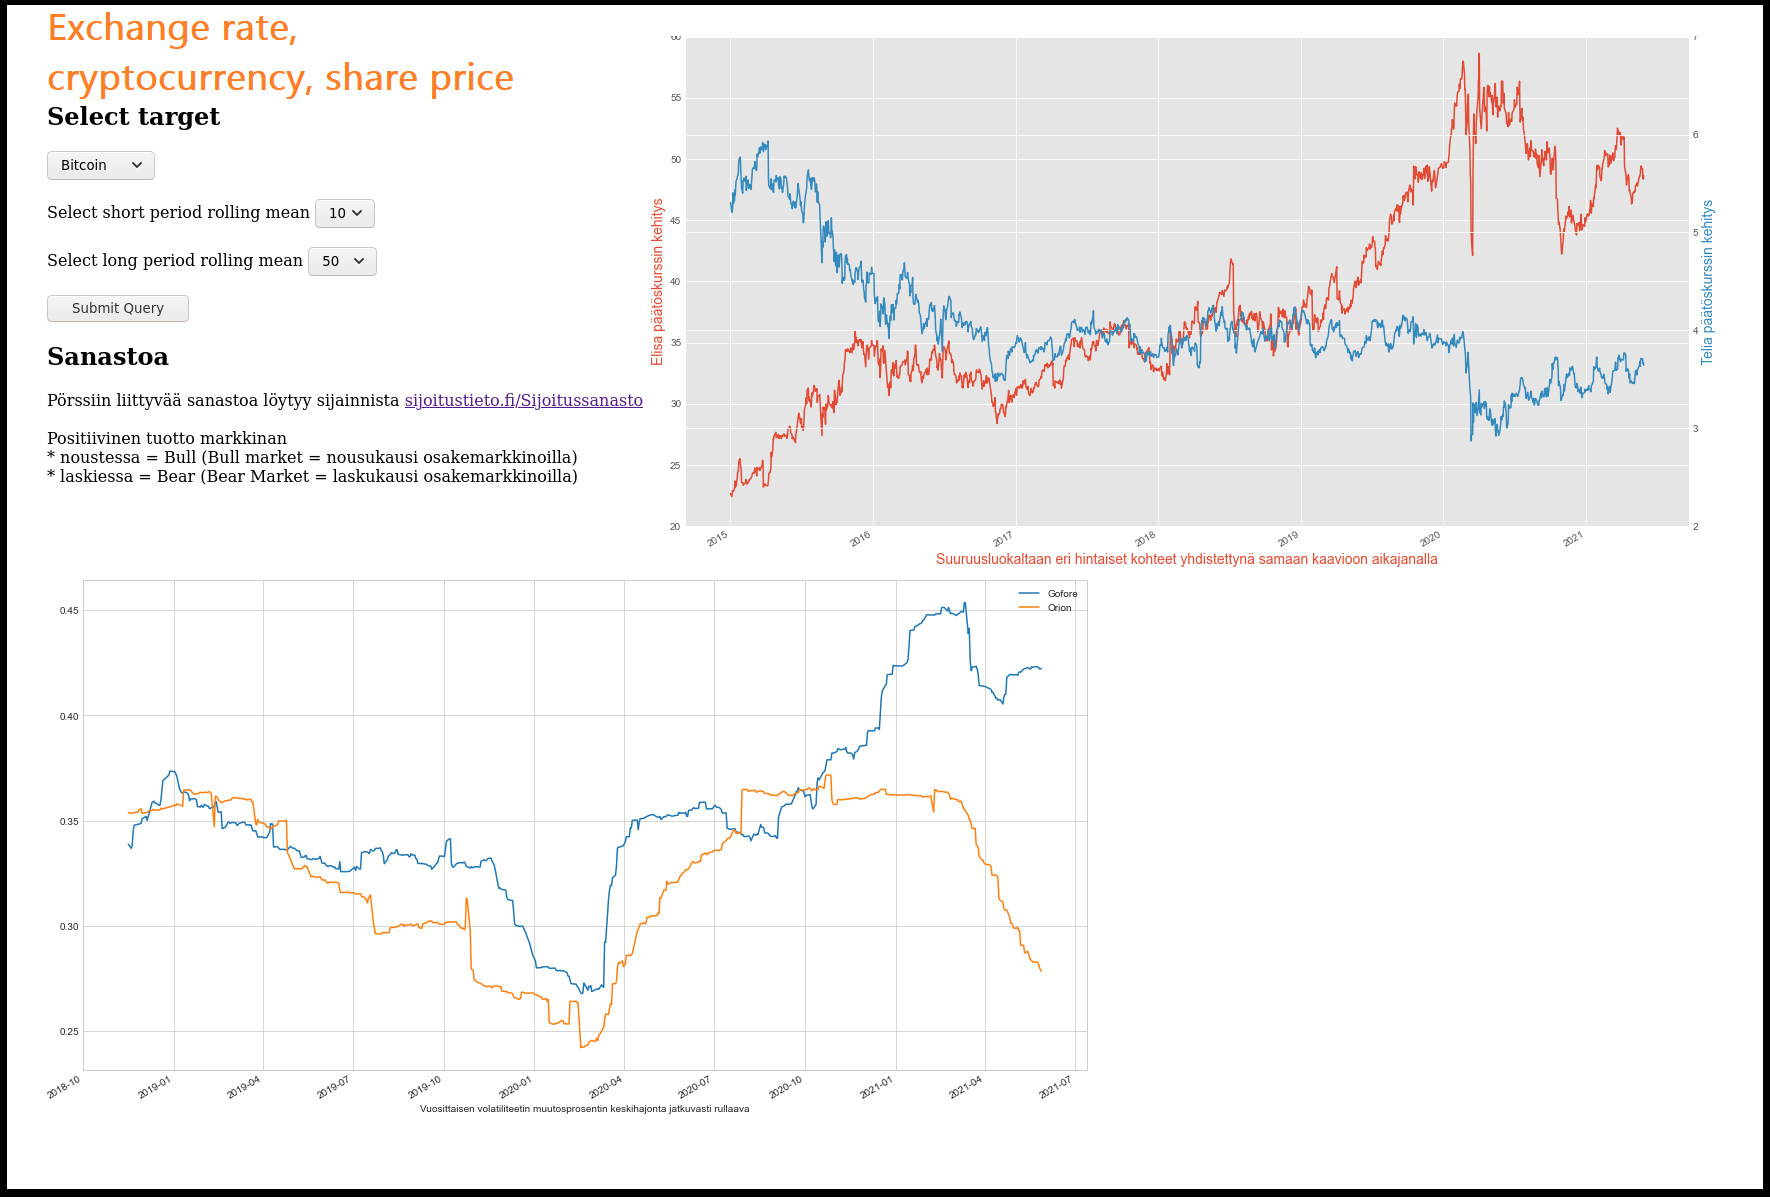 Exchange rate,
cryptocurrency, share price
Select target
Bitcoin
Select short period rolling mean 10
Select long period rolling mean 50
Submit Query
Sanastoa
Pörssiin liittyvää sanastoa löytyy sijainnista sijoitustieto.fi/Sijoitussanasto
Positiivinen tuotto markkinan
* noustessa = Bull (Bull market = nousukausi osakemarkkinoilla)
* laskiessa = Bear (Bear Market = laskukausi osakemarkkinoilla)
Elisa päätöskurssin kehitys
60
55
50
45
40
35
30
25
20
7
6
5
4
3
2
Telia päätöskurssin kehitys
2015 2016 2017 2018 2019 2020 2021
Suuruusluokaltaan eri hintaiset kohteet yhdistettynä samaan kaavioon aikajanalla
Gofore
Orion
0.45
0.40
0.35
0.30
0.25
2018-10 2019-01 2019-04 2019-07 2019-10 2020-01 2020-04 2020-07 2020-10 2021-01 2021-04 2021-07
Vuosittaisen volatiliteetin muutosprosentin keskihajonta jatkuvasti rullaava